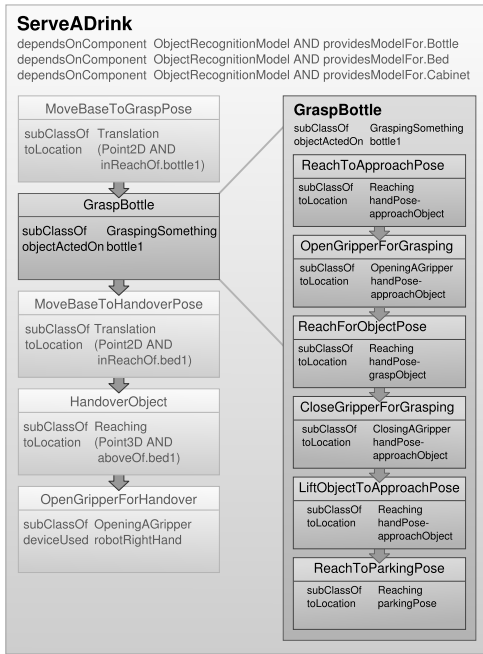 ServeADrink
dependsOnComponent ObjectRecognitionModel AND providesModelFor.Bottle
dependsOnComponent ObjectRecognitionModel AND providesModelFor.Bed
dependsOnComponent ObjectRecognitionModel AND providesModelFor.Cabinet
MoveBaseToGraspPose
subClassOf Translation
toLocation (Point2D AND
inReachOf.bottle1)
GraspBottle
subClassOf GraspingSomething
objectActedOn bottle1
MoveBaseToHandoverPose
subClassOf Translation
toLocation (Point2D AND
inReachOf.bed1)
HandoverObject
subClassOf Reaching
toLocation (Point3D AND
aboveOf.bed1)
OpenGripperForHandover
subClassOf OpeningAGripper
deviceUsed robotRightHand
GraspBottle
subClassOf GraspingSomething
objectActedOn bottle1
ReachToApproachPose
subClassOf Reaching
toLocation handPose-
approachObject
OpenGripperForGrasping
subClassOf OpeningAGripper
toLocation handPose-
approachObject
ReachForObjectPose
subClassOf Reaching
toLocation handPose-
graspObject
CloseGripperForGrasping
subClassOf ClosingAGripper
toLocation handPose-
approachObject
LiftObjectToApproachPose
subClassOf Reaching
toLocation handPose-
approachObject
ReachToParkingPose
subClassOf Reaching
toLocation parkingPose